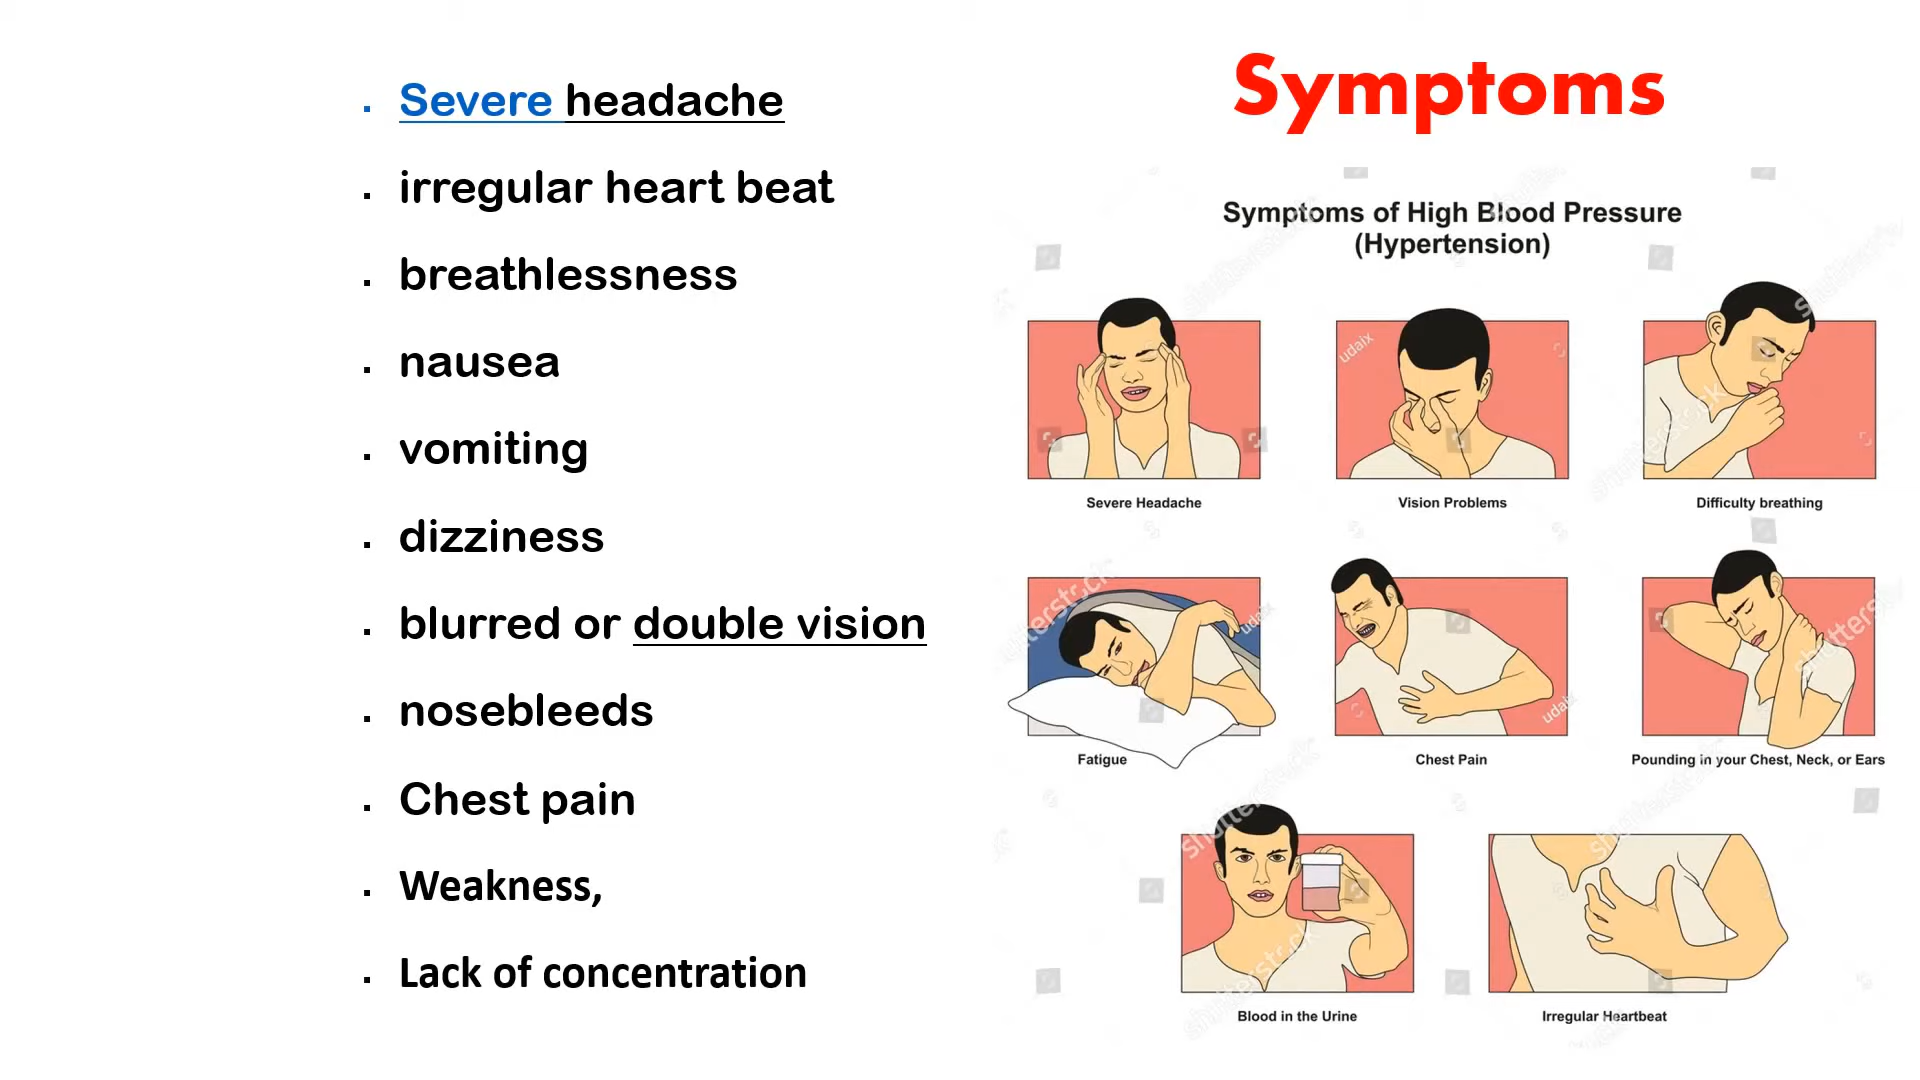 Symptoms
Severe headache
irregular heart beat
breathlessness
nausea
vomiting
dizziness
blurred or double vision
nosebleeds
Chest pain
Weakness,
Lack of concentration
Symptoms of High Blood Pressure
(Hypertension)
Severe Headache
Vision Problems
Difficulty breathing
Fatigue
Chest Pain
Pounding in your Chest, Neck, or Ears
Blood in the Urine
Irregular Heartbeat
shutterstock
udaix